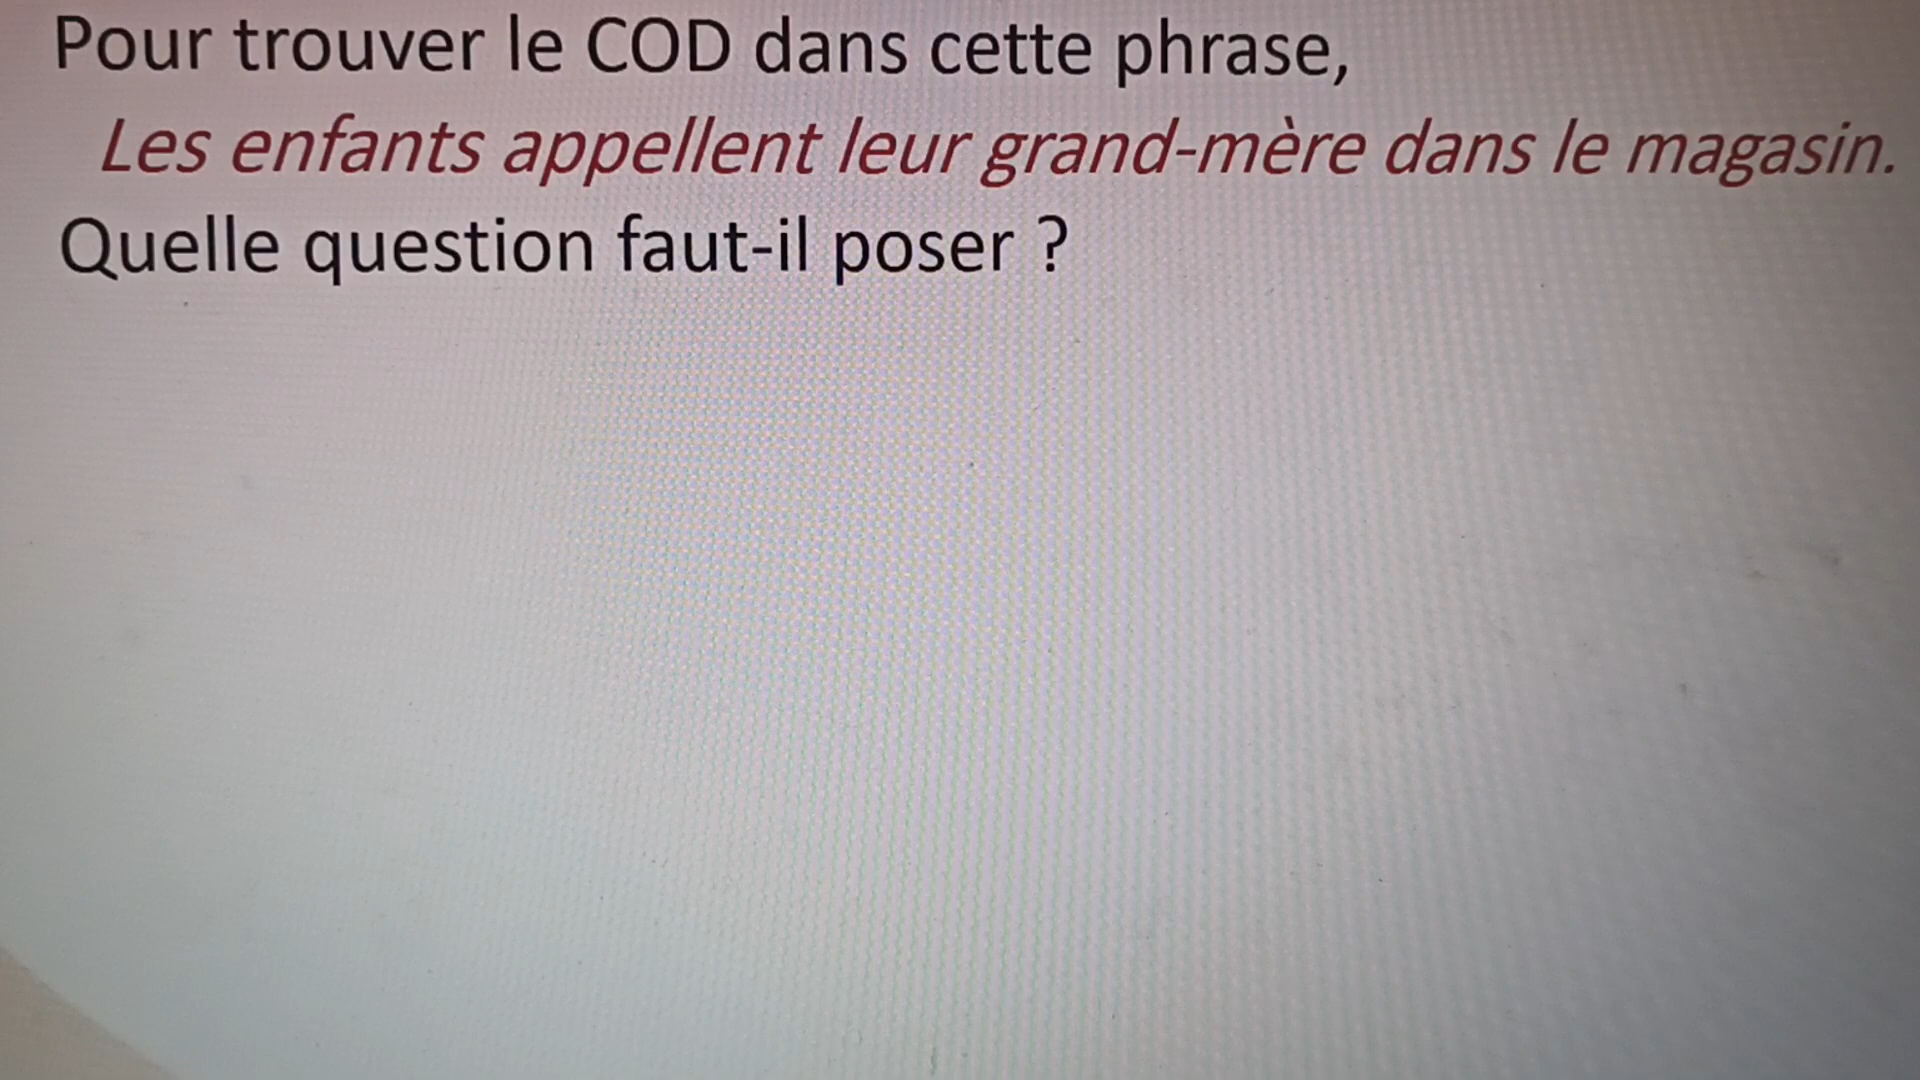 Pour trouver le COD dans cette phrase,
Les enfants appellent leur grand-mère dans le magasin.
Quelle question faut-il poser ?